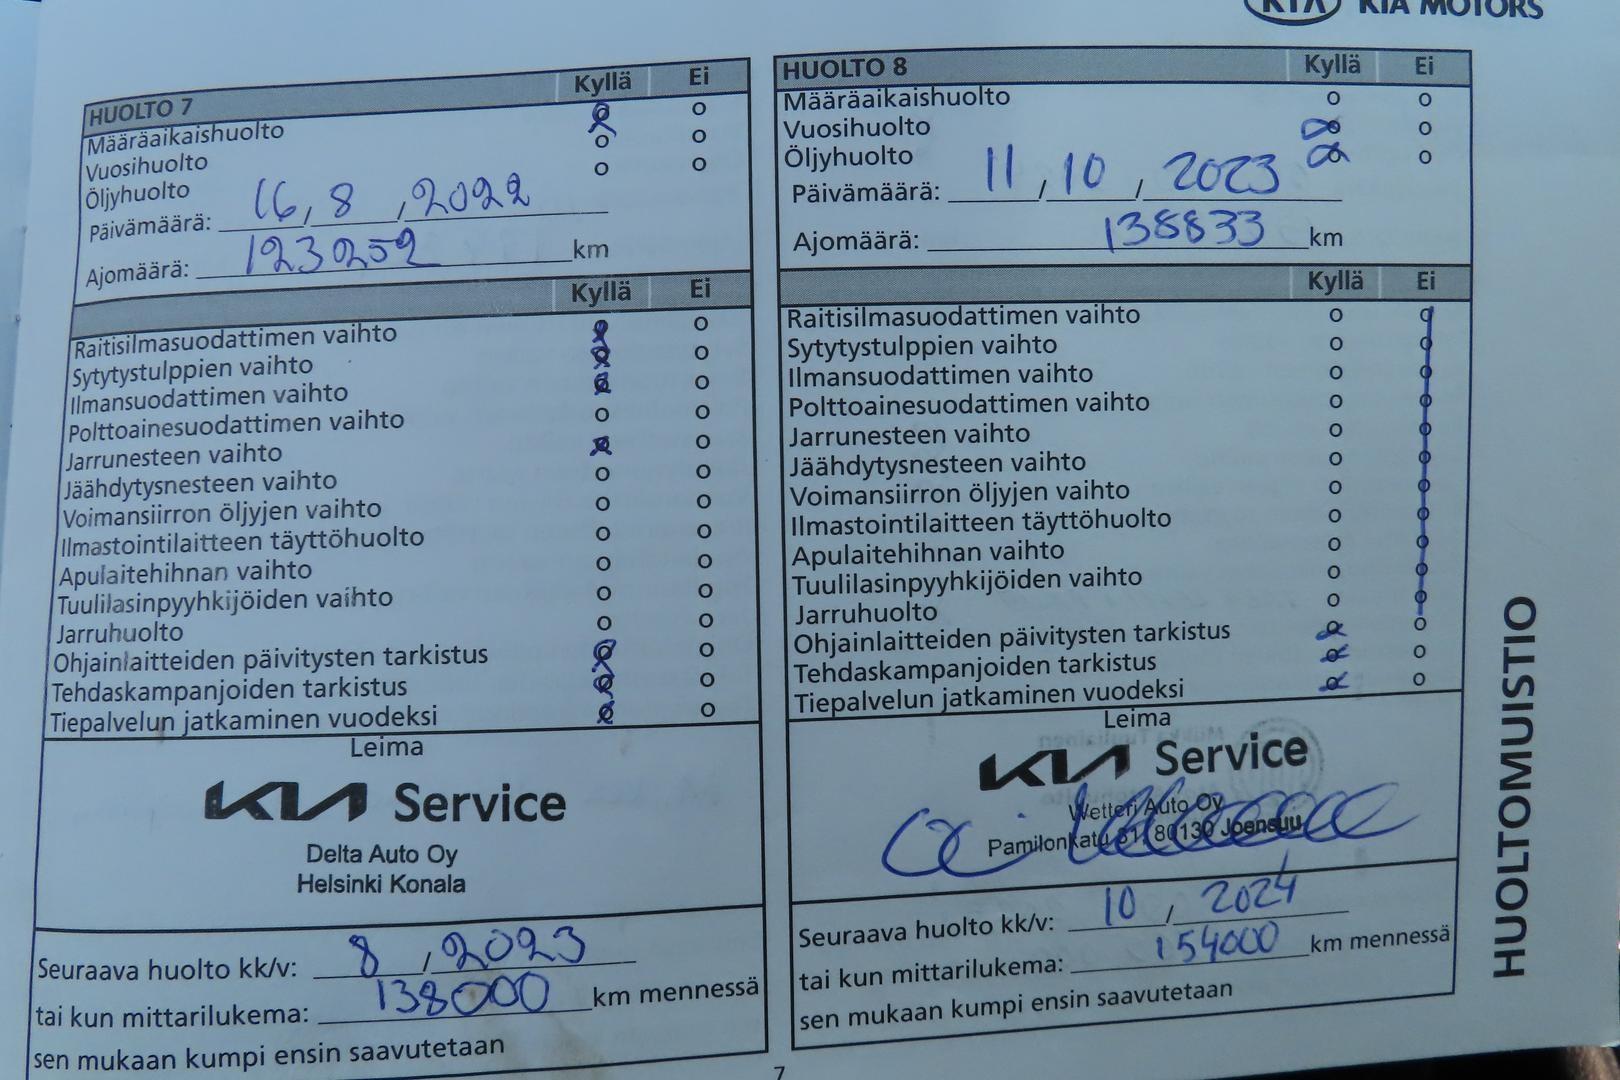 KIA KIA MOTORS
HUOLTO 7 Kyllä Ei
Määräaikaishuolto o o
Vuosihuolto o o
Öljyhuolto o o
Päivämäärä: 16 / 8 / 2022
Ajomäärä: 123252 km
Kyllä Ei
Raitisilmasuodattimen vaihto o o
Sytytystulppien vaihto o o
Ilmansuodattimen vaihto o o
Polttoainesuodattimen vaihto o o
Jarrunesteen vaihto o o
Jäähdytysnesteen vaihto o o
Voimansiirron öljyjen vaihto o o
Ilmastointilaitteen täyttöhuolto o o
Apulaitehihnan vaihto o o
Tuulilasinpyyhkijöiden vaihto o o
Jarruhuolto o o
Ohjainlaitteiden päivitysten tarkistus o o
Tehdaskampanjoiden tarkistus o o
Tiepalvelun jatkaminen vuodeksi o o
Leima
KIA Service
Delta Auto Oy
Helsinki Konala
Seuraava huolto kk/v: 8 / 2023
tai kun mittarilukema: 138000 km mennessä
sen mukaan kumpi ensin saavutetaan
HUOLTO 8 Kyllä Ei
Määräaikaishuolto o o
Vuosihuolto o o
Öljyhuolto o o
Päivämäärä: 11 / 10 / 2023
Ajomäärä: 138833 km
Kyllä Ei
Raitisilmasuodattimen vaihto o o
Sytytystulppien vaihto o o
Ilmansuodattimen vaihto o o
Polttoainesuodattimen vaihto o o
Jarrunesteen vaihto o o
Jäähdytysnesteen vaihto o o
Voimansiirron öljyjen vaihto o o
Ilmastointilaitteen täyttöhuolto o o
Apulaitehihnan vaihto o o
Tuulilasinpyyhkijöiden vaihto o o
Jarruhuolto o o
Ohjainlaitteiden päivitysten tarkistus o o
Tehdaskampanjoiden tarkistus o o
Tiepalvelun jatkaminen vuodeksi o o
Leima
KIA Service
Wetteri Auto Oy
Pamilonkatu 31, 80130 Joensuu
Seuraava huolto kk/v: 10 / 2024
tai kun mittarilukema: 154000 km mennessä
sen mukaan kumpi ensin saavutetaan
HUOLTOMUISTIO
7